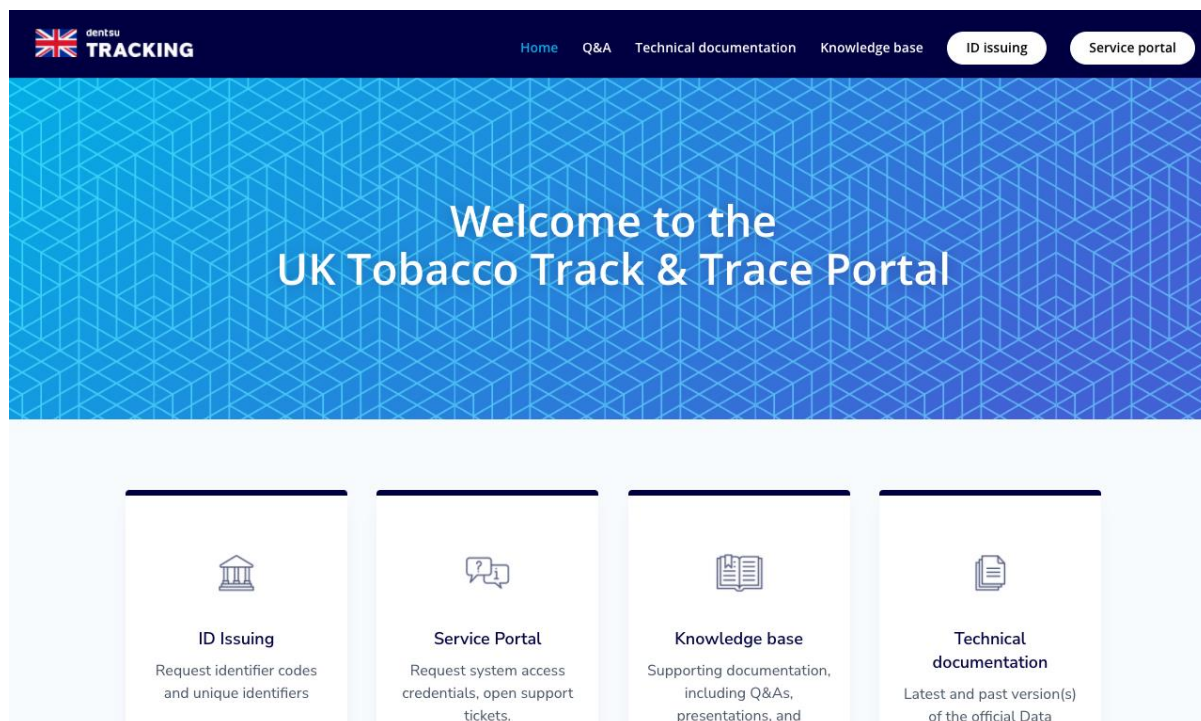 dentsu
TRACKING
Home
Q&A
Technical documentation
Knowledge base
ID issuing
Service portal
Welcome to the
UK Tobacco Track & Trace Portal
ID Issuing
Request identifier codes
and unique identifiers
Service Portal
Request system access
credentials, open support
tickets.
Knowledge base
Supporting documentation,
including Q&As,
presentations, and
Technical
documentation
Latest and past version(s)
of the official Data